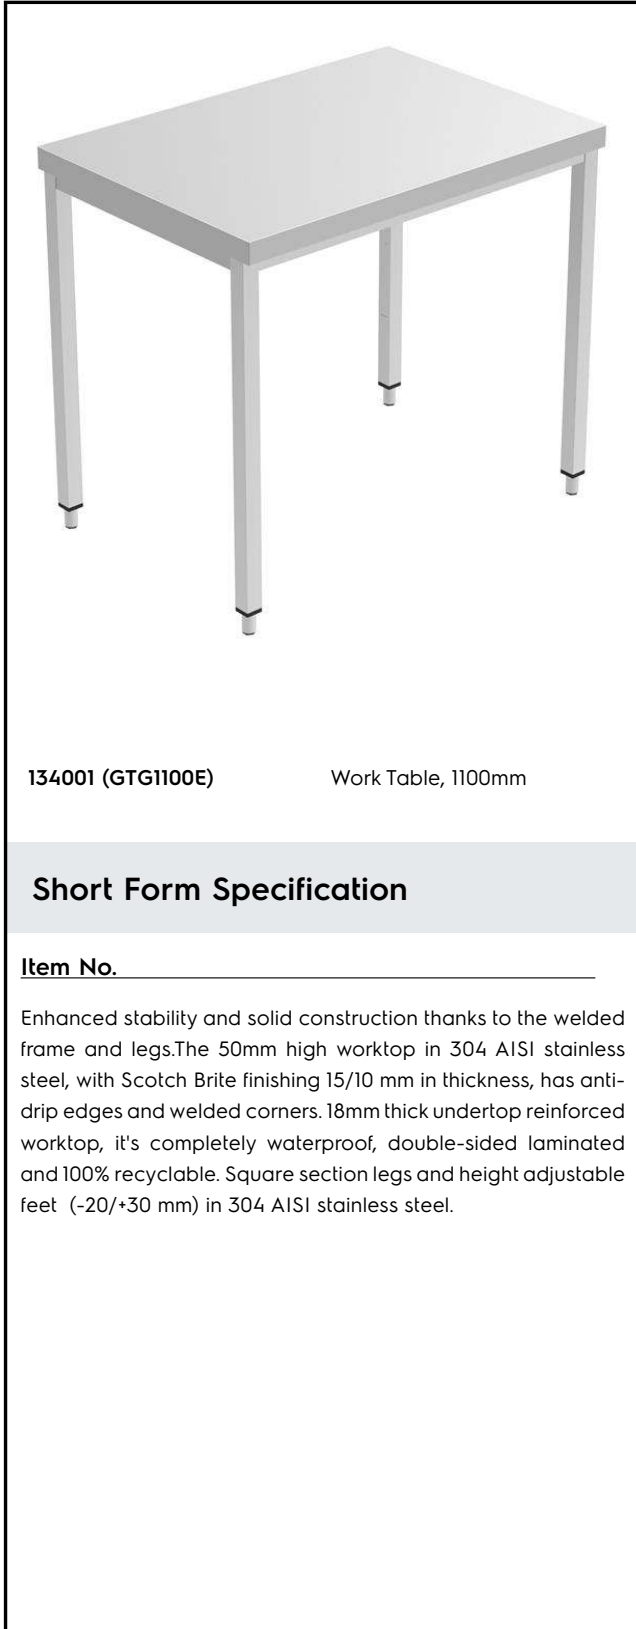 134001 (GTG1100E) Work Table, 1100mm
Short Form Specification
Item No.
Enhanced stability and solid construction thanks to the welded
frame and legs.The 50mm high worktop in 304 AISI stainless
steel, with Scotch Brite finishing 15/10 mm in thickness, has anti-
drip edges and welded corners. 18mm thick undertop reinforced
worktop, it's completely waterproof, double-sided laminated
and 100% recyclable. Square section legs and height adjustable
feet (-20/+30 mm) in 304 AISI stainless steel.